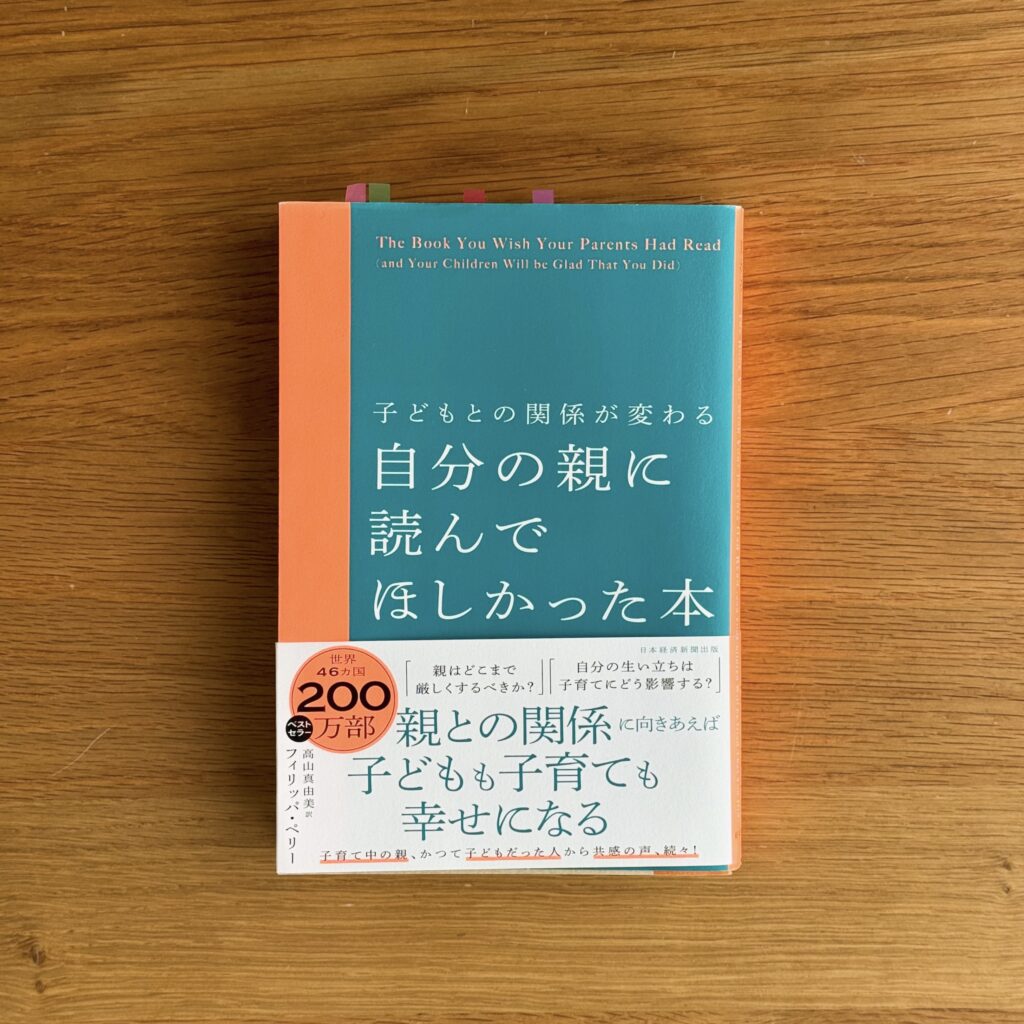 The Book You Wish Your Parents Had Read
(and Your Children Will be Glad That You Did)
子どもとの関係が変わる
自分の親に
読んで
ほしかった本
日本経済新聞出版
世界
46カ国
200
万部
ベスト
セラー
「親はどこまで
厳しくするべきか?」
「自分の生い立ちは
子育てにどう影響する?」
親との関係に向きあえば
子どもも子育ても
幸せになる
フィリッパ・ペリー
高山真由美 訳
子育て中の親、かつて子どもだった人から共感の声、続々!